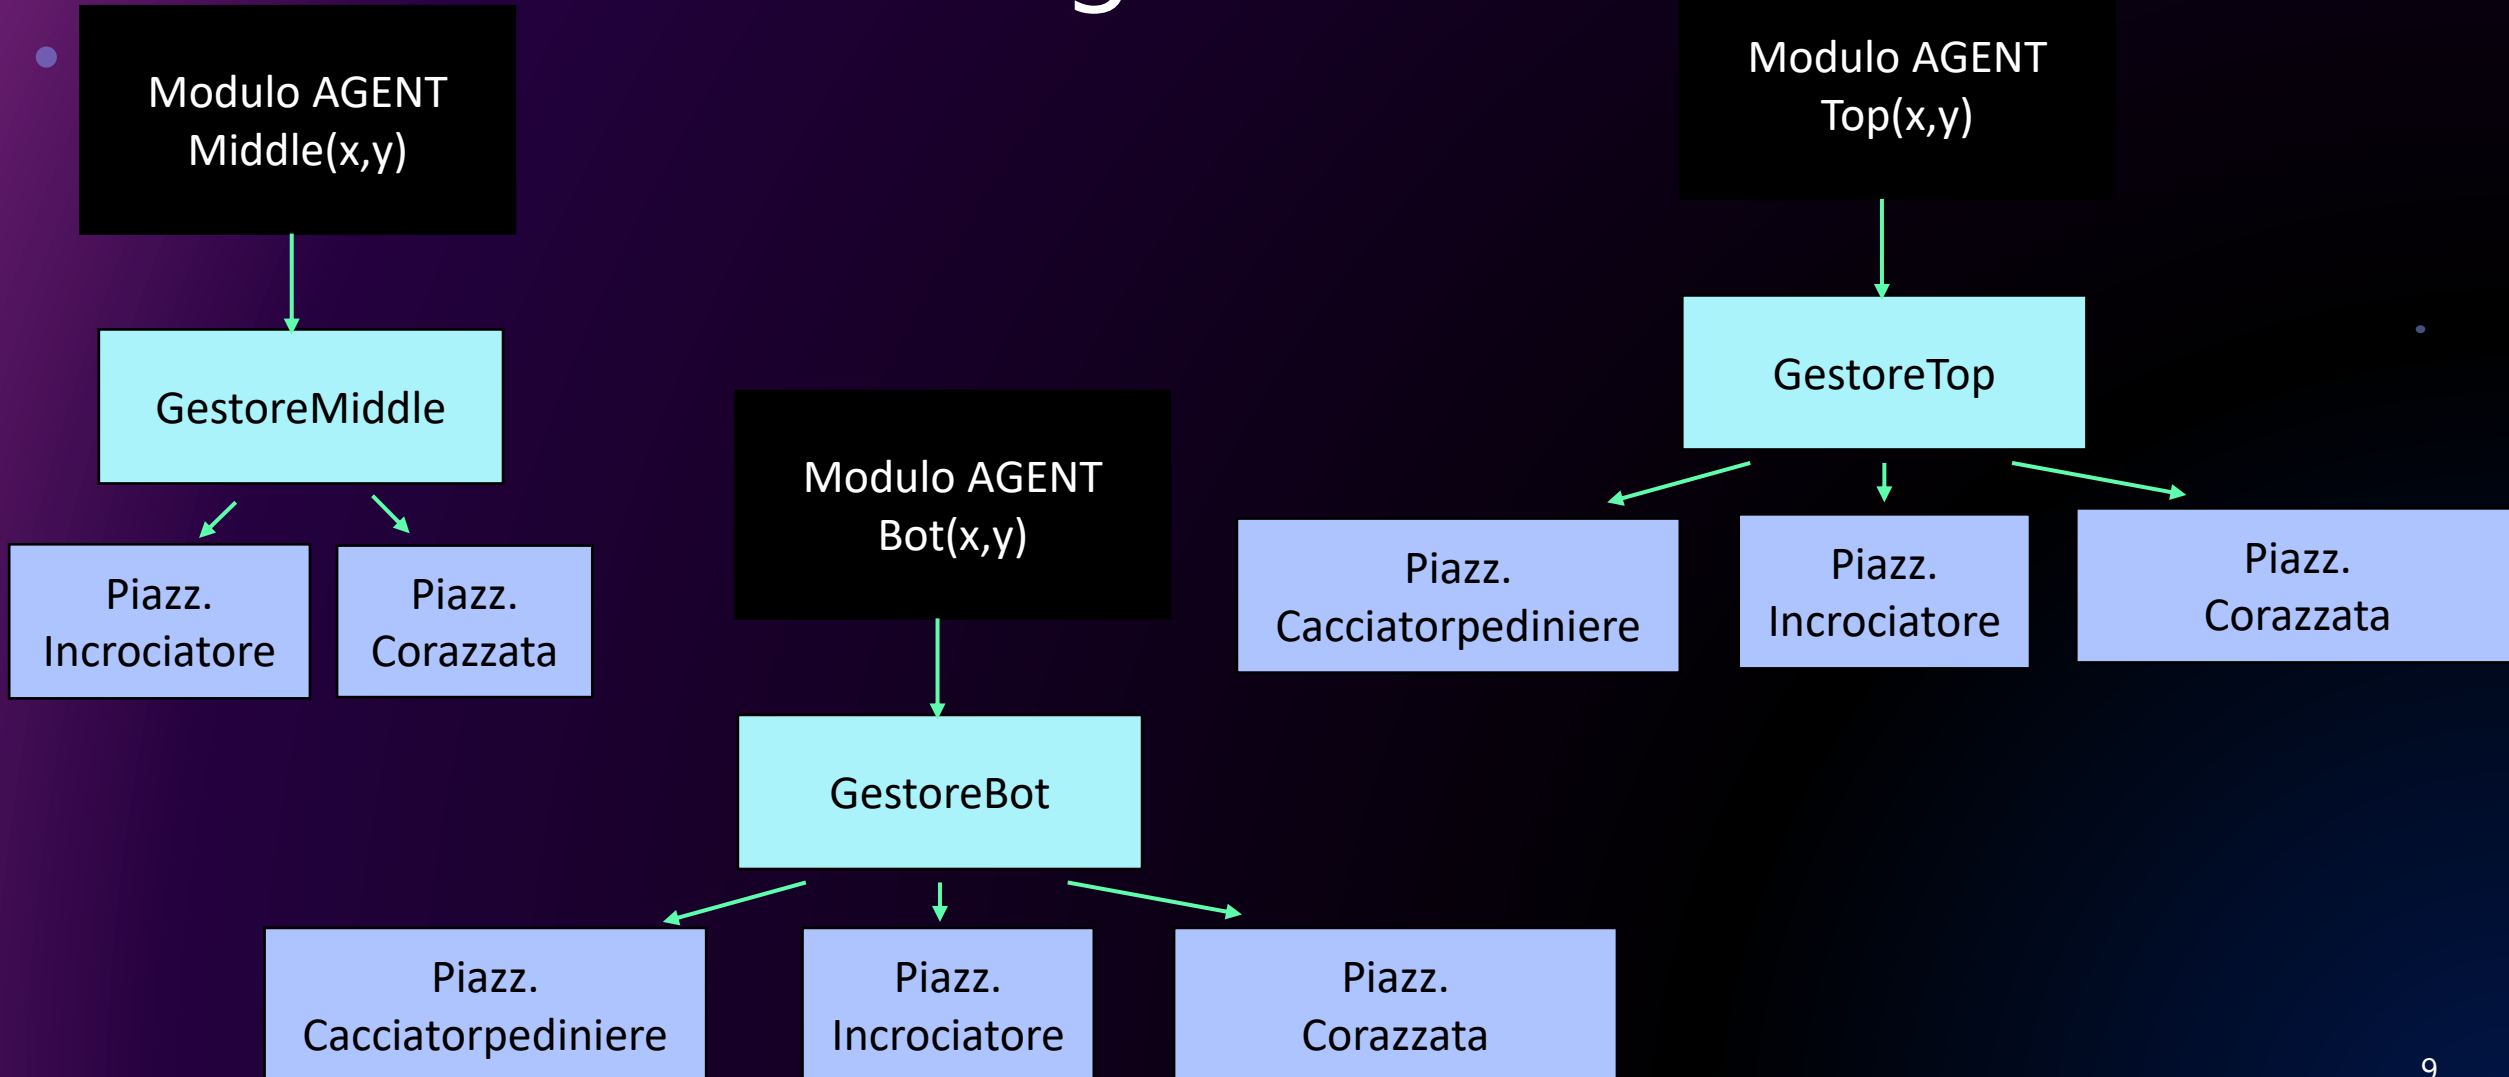 Modulo AGENT
Middle(x,y)
GestoreMiddle
Piazz.
Incrociatore
Piazz.
Corazzata
Modulo AGENT
Bot(x,y)
GestoreBot
Piazz.
Cacciatorpediniere
Piazz.
Incrociatore
Piazz.
Corazzata
Modulo AGENT
Top(x,y)
GestoreTop
Piazz.
Cacciatorpediniere
Piazz.
Incrociatore
Piazz.
Corazzata
9